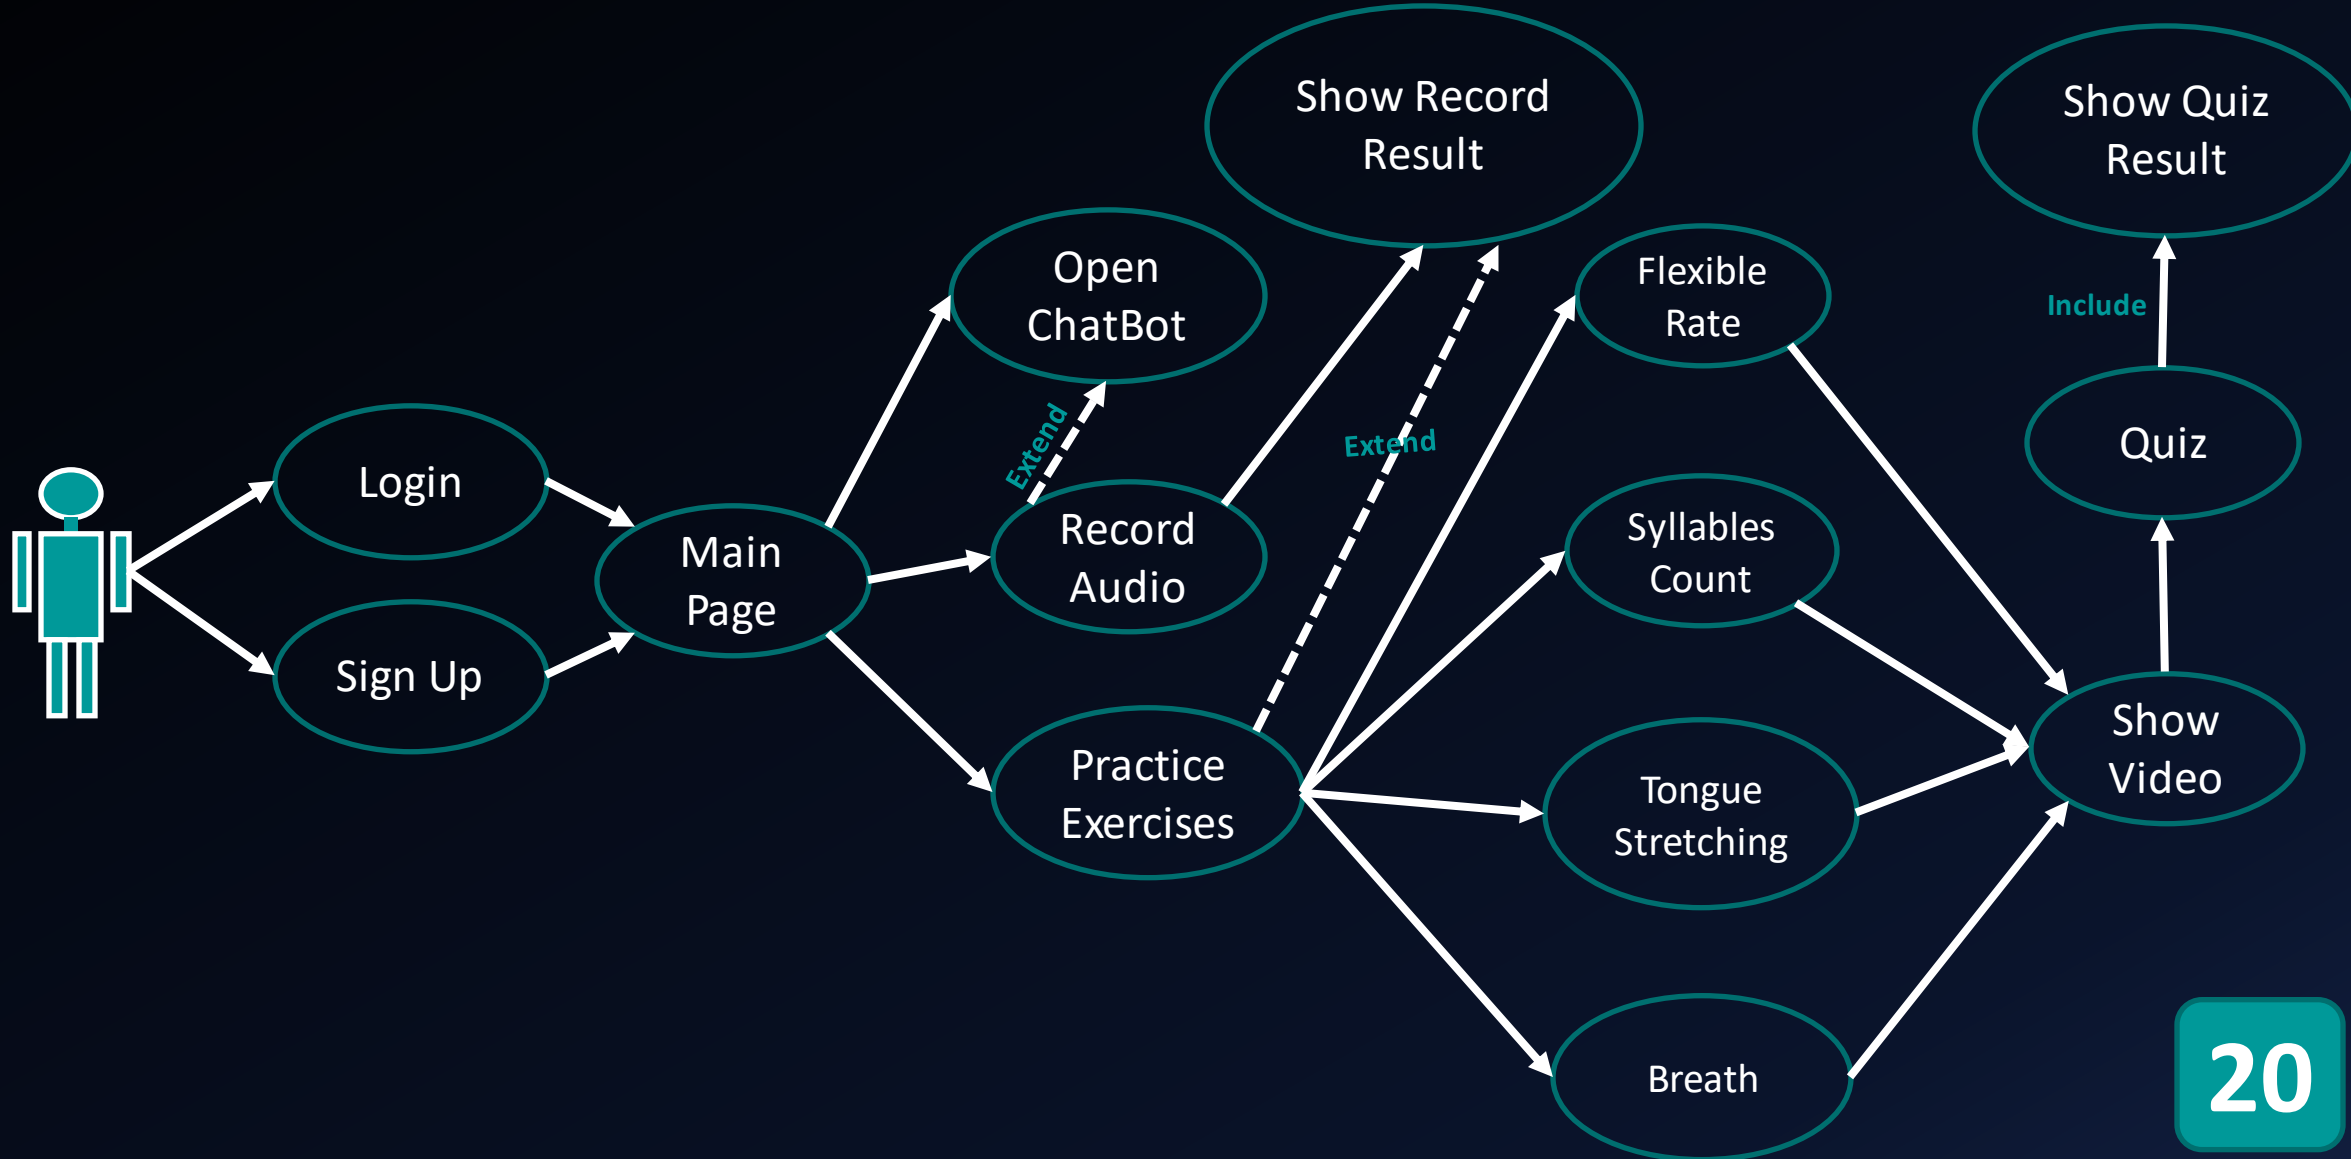 Login
Sign Up
Main
Page
Open
ChatBot
Extend
Record
Audio
Practice
Exercises
Show Record
Result
Extend
Flexible
Rate
Syllables
Count
Tongue
Stretching
Breath
Show Quiz
Result
Include
Quiz
Show
Video
20